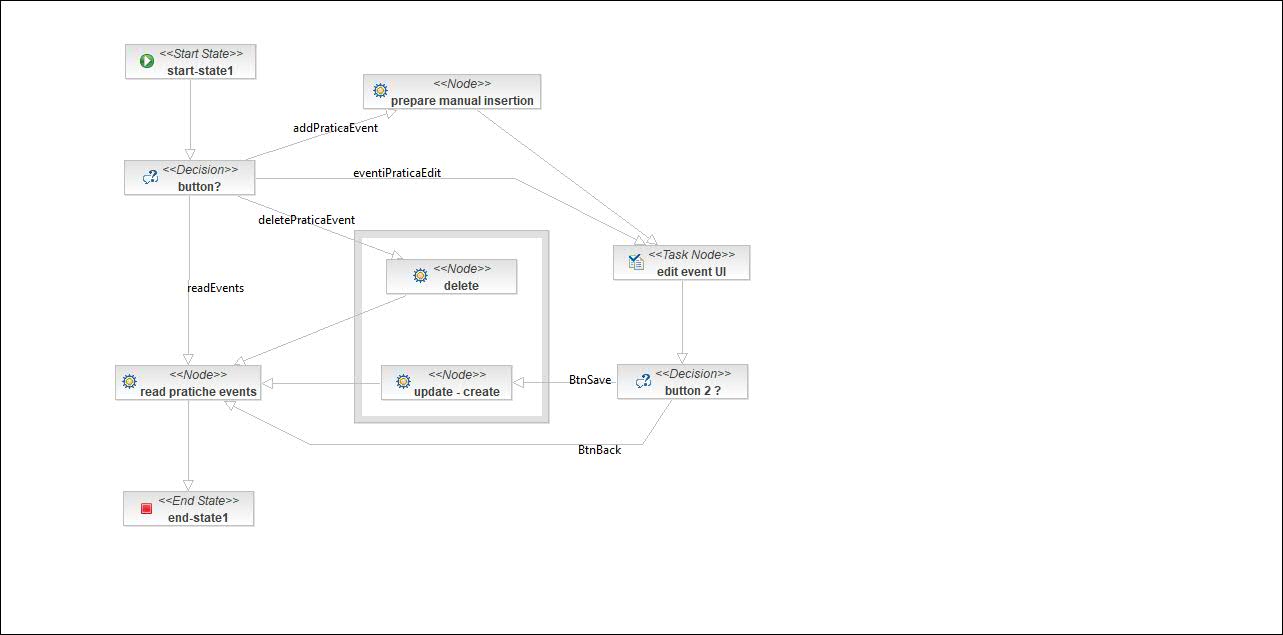 <<Start State>>
start-state1
<<Node>>
prepare manual insertion
addPraticaEvent
<<Decision>>
button?
eventiPraticaEdit
deletePraticaEvent
<<Task Node>>
edit event UI
<<Node>>
delete
readEvents
<<Node>>
read pratiche events
<<Node>>
update - create
BtnSave
<<Decision>>
button 2 ?
BtnBack
<<End State>>
end-state1